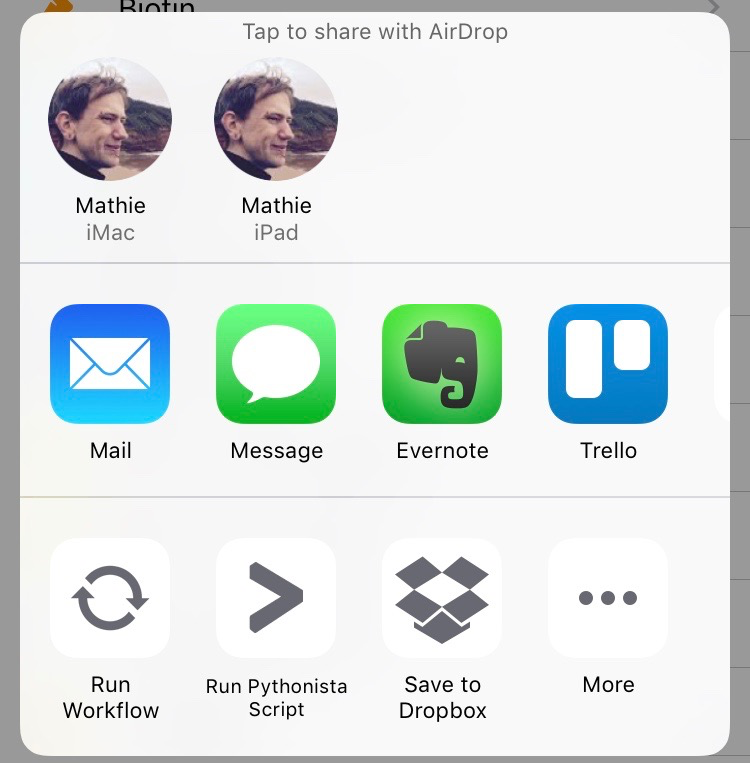 Biotin
Tap to share with AirDrop
Mathie
iMac
Mathie
iPad
Mail
Message
Evernote
Trello
Run
Workflow
Run Pythonista
Script
Save to
Dropbox
More